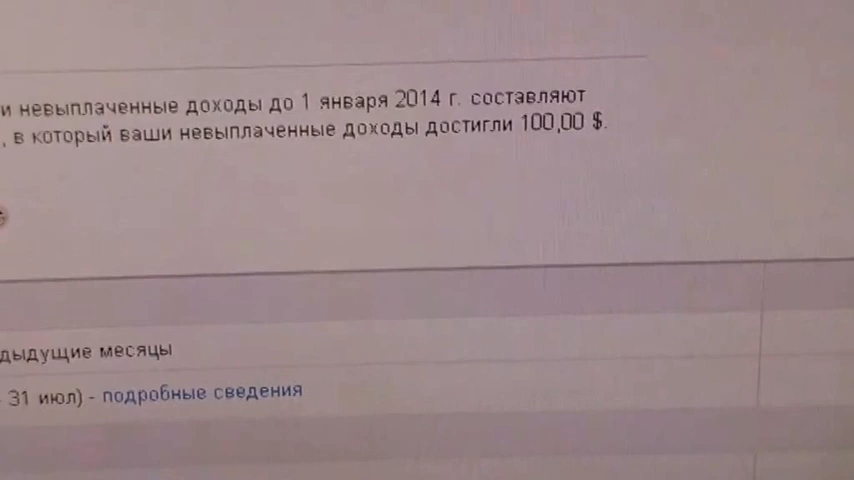 и невыплаченные доходы до 1 января 2014 г. составляют
, в который ваши невыплаченные доходы достигли 100,00 $.
дыдущие месяцы
31 июл) - подробные сведения